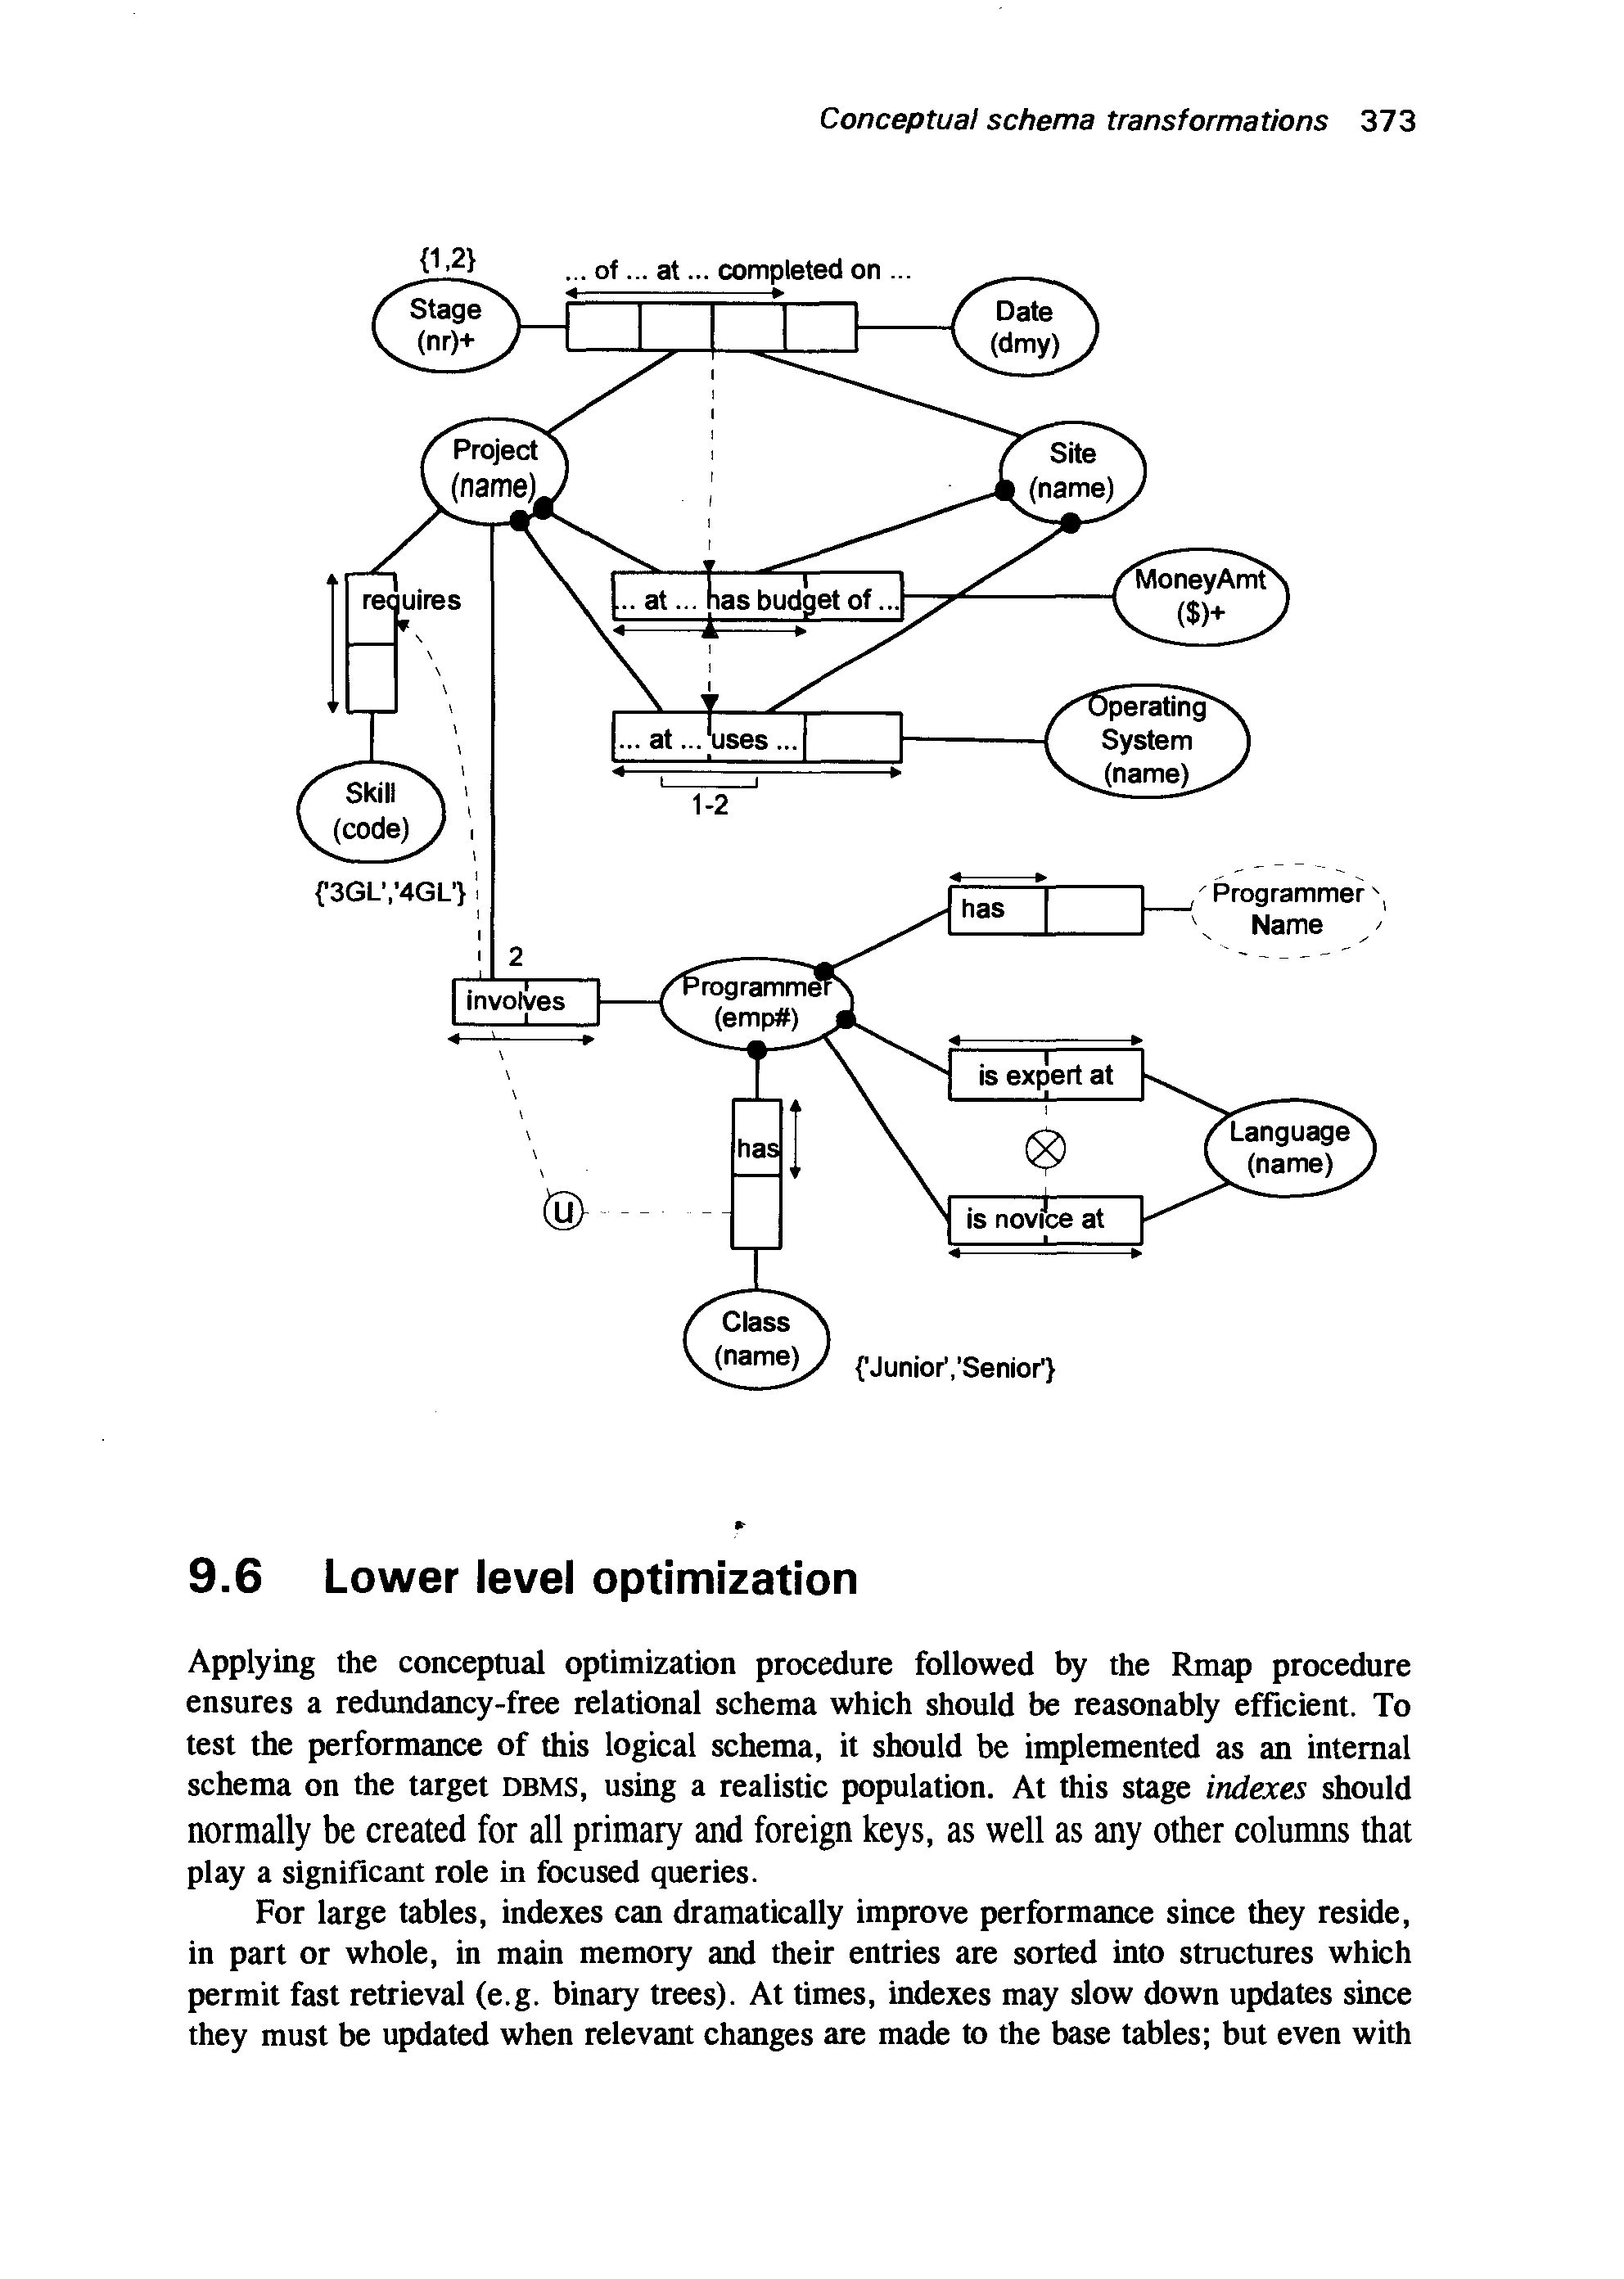 Conceptual schema transformations 373
{1,2}
... of ... at ... completed on ...
Stage
(nr)+
Date
(dmy)
Project
(name)
Site
(name)
requires
... at ... has budget of ...
MoneyAmt
($)+
... at ... uses ...
Operating
System
(name)
1-2
Skill
(code)
{'3GL','4GL'}
has
Programmer
Name
2
involves
Programmer
(emp#)
is expert at
has
Language
(name)
U
is novice at
Class
(name)
{'Junior','Senior'}
9.6 Lower level optimization
Applying the conceptual optimization procedure followed by the Rmap procedure
ensures a redundancy-free relational schema which should be reasonably efficient. To
test the performance of this logical schema, it should be implemented as an internal
schema on the target DBMS, using a realistic population. At this stage indexes should
normally be created for all primary and foreign keys, as well as any other columns that
play a significant role in focused queries.
For large tables, indexes can dramatically improve performance since they reside,
in part or whole, in main memory and their entries are sorted into structures which
permit fast retrieval (e.g. binary trees). At times, indexes may slow down updates since
they must be updated when relevant changes are made to the base tables; but even with